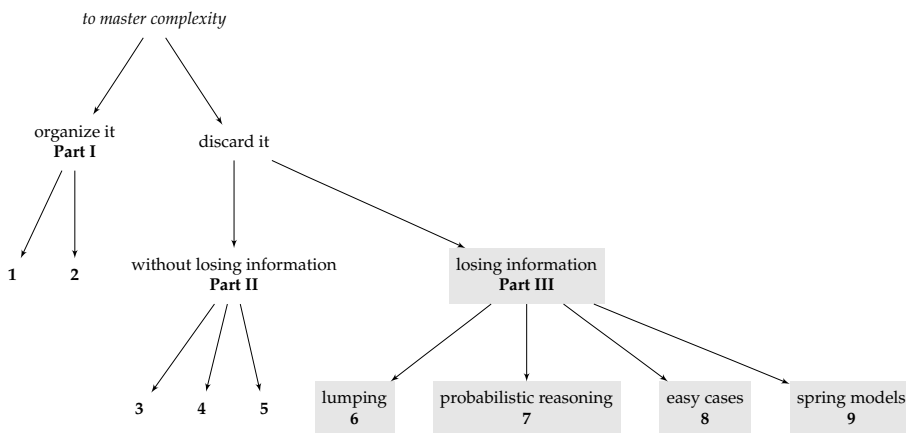 to master complexity
organize it
Part I
discard it
1
2
without losing information
Part II
losing information
Part III
3
4
5
lumping
6
probabilistic reasoning
7
easy cases
8
spring models
9